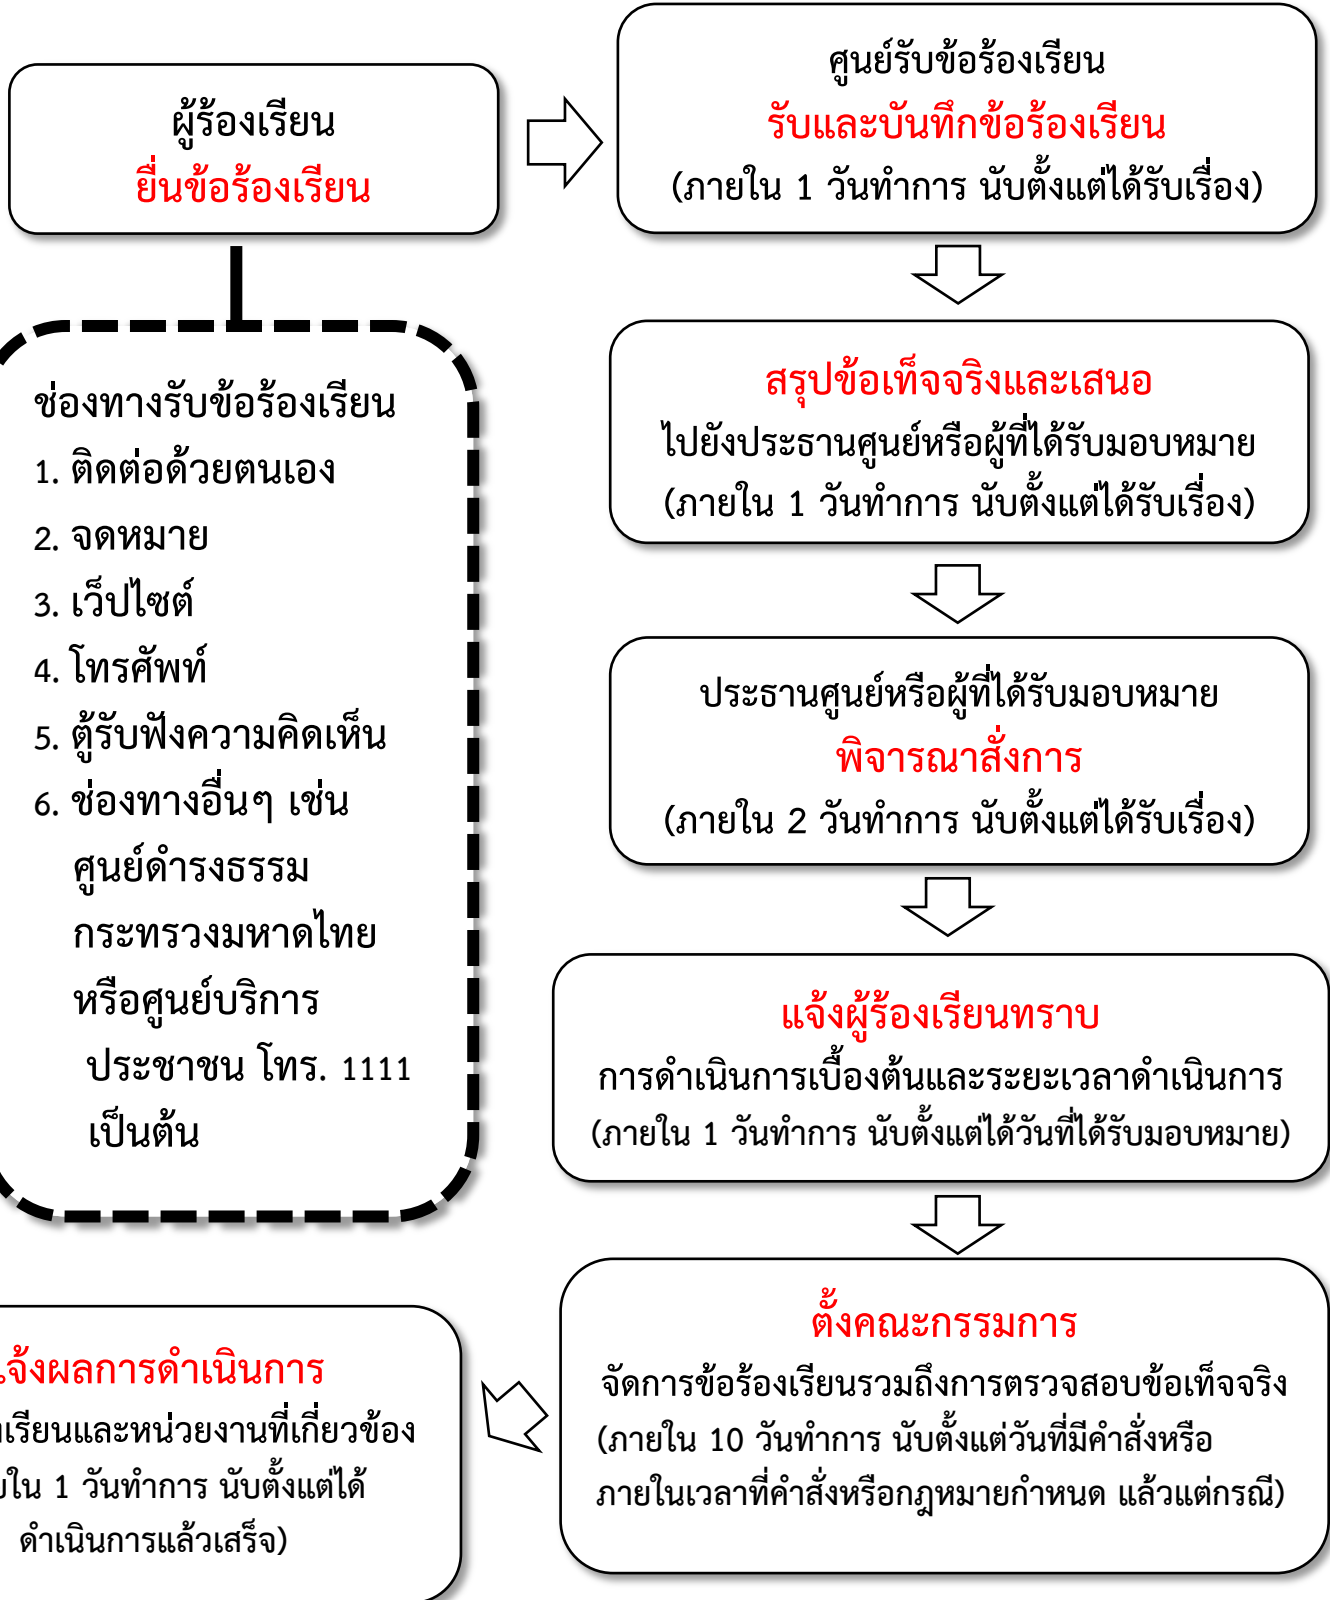 ผู้ร้องเรียน
ยื่นข้อร้องเรียน
ศูนย์รับข้อร้องเรียน
รับและบันทึกข้อร้องเรียน
(ภายใน 1 วันทำการ นับตั้งแต่ได้รับเรื่อง)
สรุปข้อเท็จจริงและเสนอ
ไปยังประธานศูนย์หรือผู้ที่ได้รับมอบหมาย
(ภายใน 1 วันทำการ นับตั้งแต่ได้รับเรื่อง)
ประธานศูนย์หรือผู้ที่ได้รับมอบหมาย
พิจารณาสั่งการ
(ภายใน 2 วันทำการ นับตั้งแต่ได้รับเรื่อง)
แจ้งผู้ร้องเรียนทราบ
การดำเนินการเบื้องต้นและระยะเวลาดำเนินการ
(ภายใน 1 วันทำการ นับตั้งแต่ได้วันที่ได้รับมอบหมาย)
ตั้งคณะกรรมการ
จัดการข้อร้องเรียนรวมถึงการตรวจสอบข้อเท็จจริง
(ภายใน 10 วันทำการ นับตั้งแต่วันที่มีคำสั่งหรือ
ภายในเวลาที่คำสั่งหรือกฎหมายกำหนด แล้วแต่กรณี)
ช่องทางรับข้อร้องเรียน
1. ติดต่อด้วยตนเอง
2. จดหมาย
3. เว็ปไซต์
4. โทรศัพท์
5. ตู้รับฟังความคิดเห็น
6. ช่องทางอื่นๆ เช่น
ศูนย์ดำรงธรรม
กระทรวงมหาดไทย
หรือศูนย์บริการ
ประชาชน โทร. 1111
เป็นต้น
จ้งผลการดำเนินการ
เรียนและหน่วยงานที่เกี่ยวข้อง
ใน 1 วันทำการ นับตั้งแต่ได้
ดำเนินการแล้วเสร็จ)